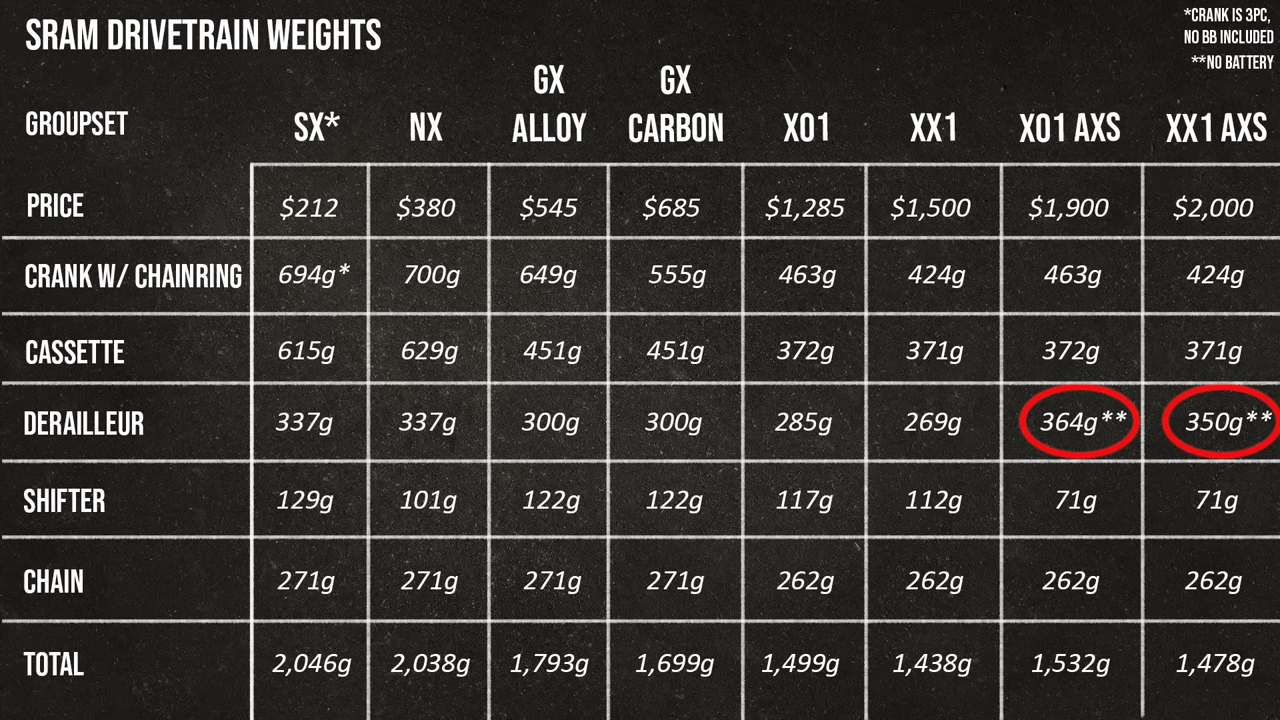 SRAM DRIVETRAIN WEIGHTS
*CRANK IS 3PC,
NO BB INCLUDED
**NO BATTERY
GROUPSET SX* NX GX ALLOY GX CARBON X01 XX1 X01 AXS XX1 AXS
PRICE $212 $380 $545 $685 $1,285 $1,500 $1,900 $2,000
CRANK W/ CHAINRING 694g* 700g 649g 555g 463g 424g 463g 424g
CASSETTE 615g 629g 451g 451g 372g 371g 372g 371g
DERAILLEUR 337g 337g 300g 300g 285g 269g 364g** 350g**
SHIFTER 129g 101g 122g 122g 117g 112g 71g 71g
CHAIN 271g 271g 271g 271g 262g 262g 262g 262g
TOTAL 2,046g 2,038g 1,793g 1,699g 1,499g 1,438g 1,532g 1,478g